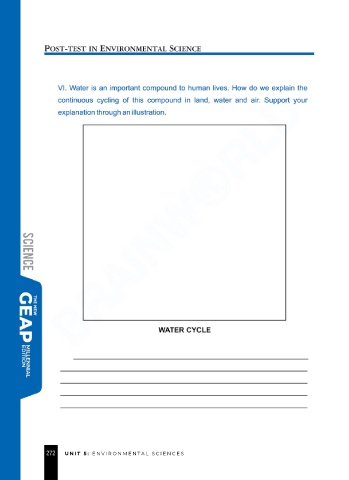 POST-TEST IN ENVIRONMENTAL SCIENCE
VI. Water is an important compound to human lives. How do we explain the
continuous cycling of this compound in land, water and air. Support your
explanation through an illustration.
BRAINWORLD
WATER CYCLE
SCIENCE
THE NEW
GEAP
MILLENNIAL
EDITION
272 UNIT 5: ENVIRONMENTAL SCIENCES